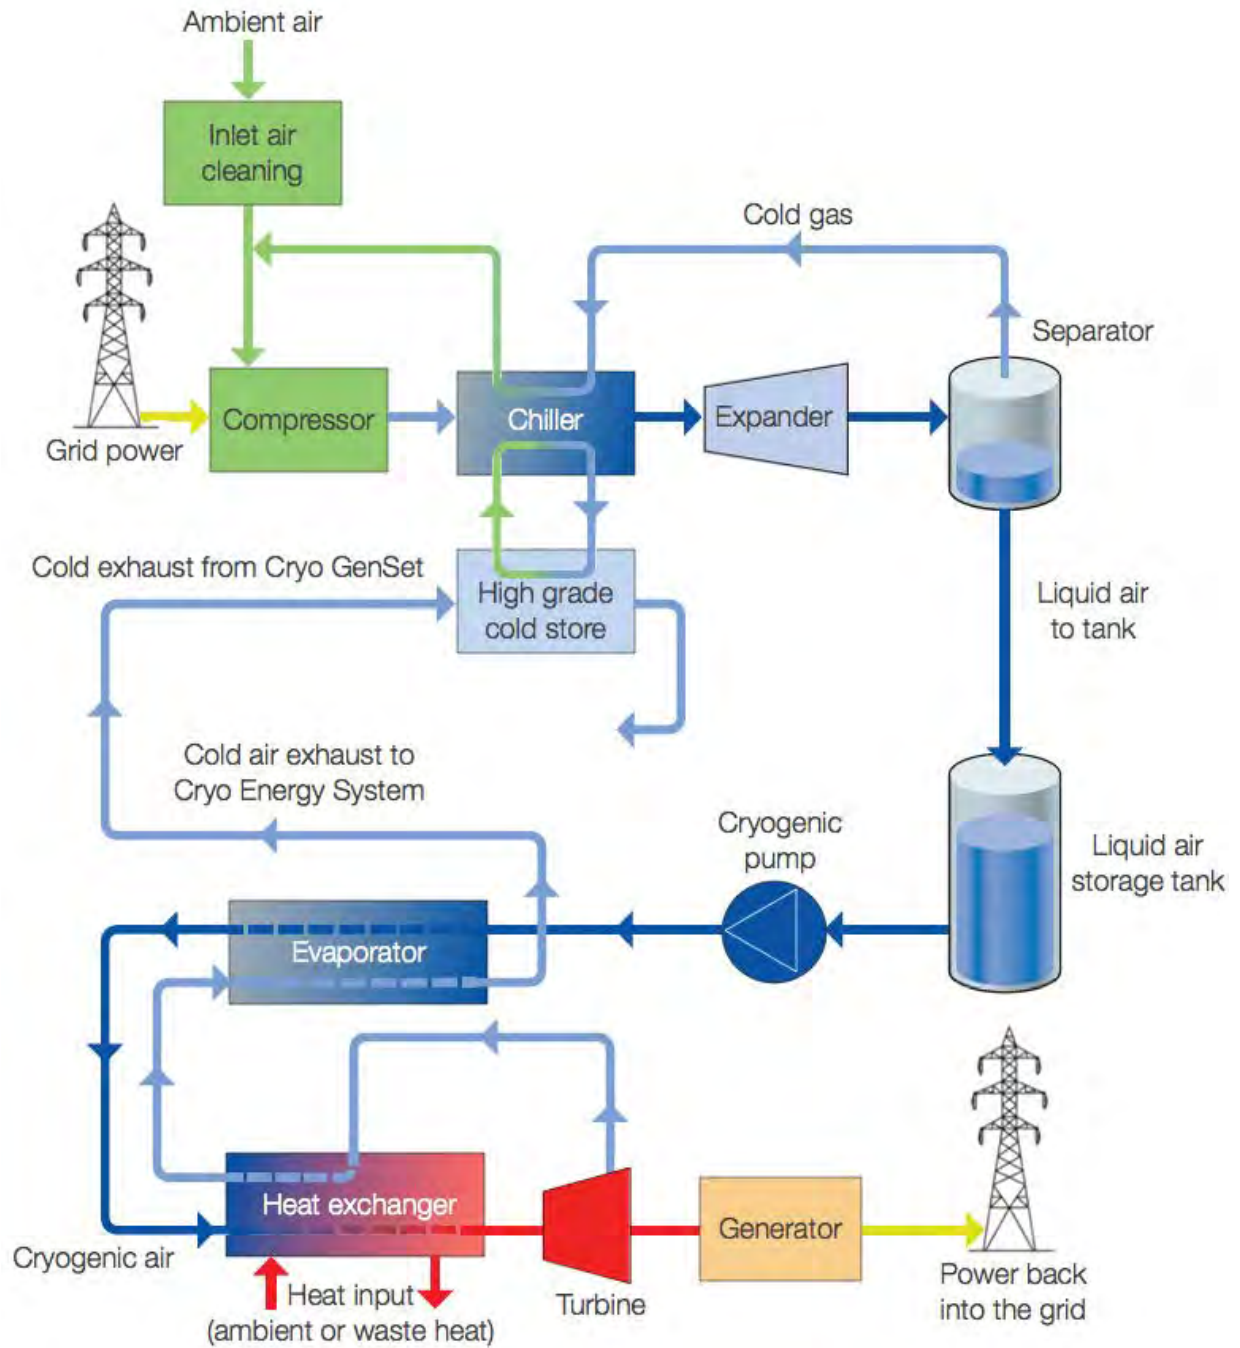 Ambient air
Inlet air
cleaning
Cold gas
Separator
Grid power
Compressor
Chiller
Expander
Cold exhaust from Cryo GenSet
High grade
cold store
Liquid air
to tank
Cold air exhaust to
Cryo Energy System
Cryogenic
pump
Liquid air
storage tank
Evaporator
Heat exchanger
Generator
Cryogenic air
Heat input
(ambient or waste heat)
Turbine
Power back
into the grid